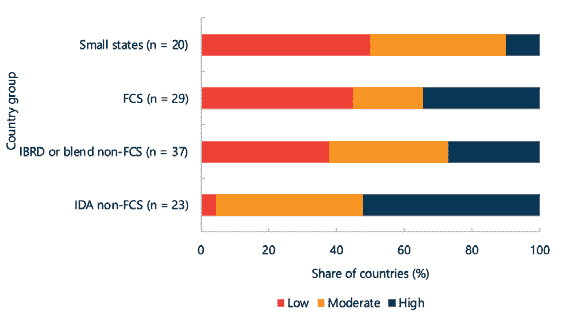 Country group
Small states (n = 20)
FCS (n = 29)
IBRD or blend non-FCS (n = 37)
IDA non-FCS (n = 23)
0 20 40 60 80 100
Share of countries (%)
Low Moderate High